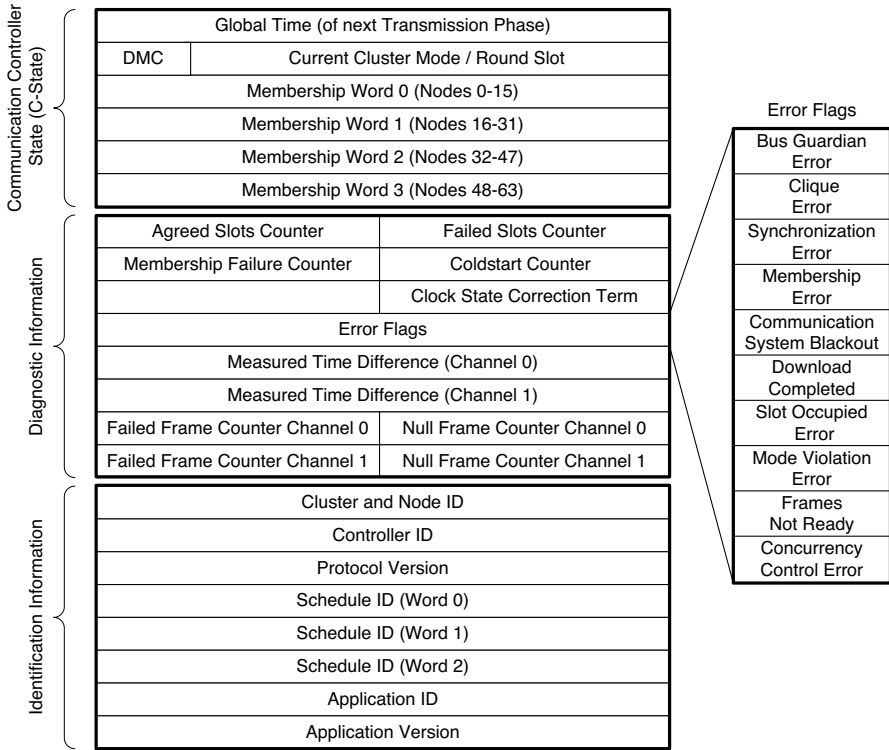 Communication Controller
State (C-State)
Global Time (of next Transmission Phase)
DMC
Current Cluster Mode / Round Slot
Membership Word 0 (Nodes 0-15)
Membership Word 1 (Nodes 16-31)
Membership Word 2 (Nodes 32-47)
Membership Word 3 (Nodes 48-63)
Diagnostic Information
Agreed Slots Counter
Failed Slots Counter
Membership Failure Counter
Coldstart Counter
Clock State Correction Term
Error Flags
Measured Time Difference (Channel 0)
Measured Time Difference (Channel 1)
Failed Frame Counter Channel 0
Null Frame Counter Channel 0
Failed Frame Counter Channel 1
Null Frame Counter Channel 1
Identification Information
Cluster and Node ID
Controller ID
Protocol Version
Schedule ID (Word 0)
Schedule ID (Word 1)
Schedule ID (Word 2)
Application ID
Application Version
Error Flags
Bus Guardian
Error
Clique
Error
Synchronization
Error
Membership
Error
Communication
System Blackout
Download
Completed
Slot Occupied
Error
Mode Violation
Error
Frames
Not Ready
Concurrency
Control Error